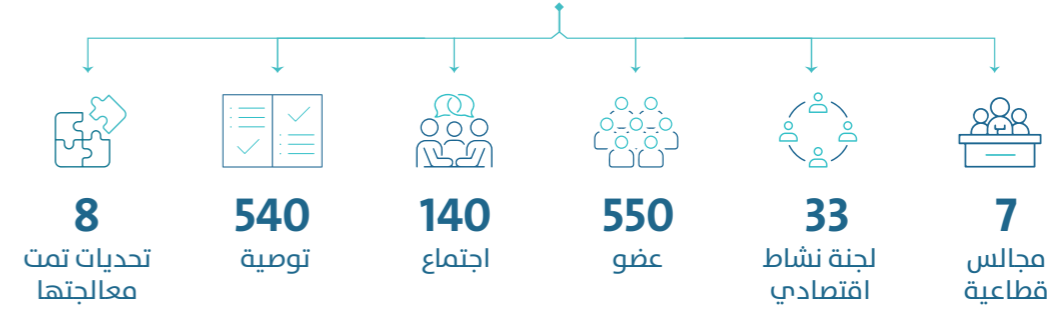 7
مجالس
قطاعية
33
لجنة نشاط
اقتصادي
550
عضو
140
اجتماع
540
توصية
8
تحديات تمت
معالجتها